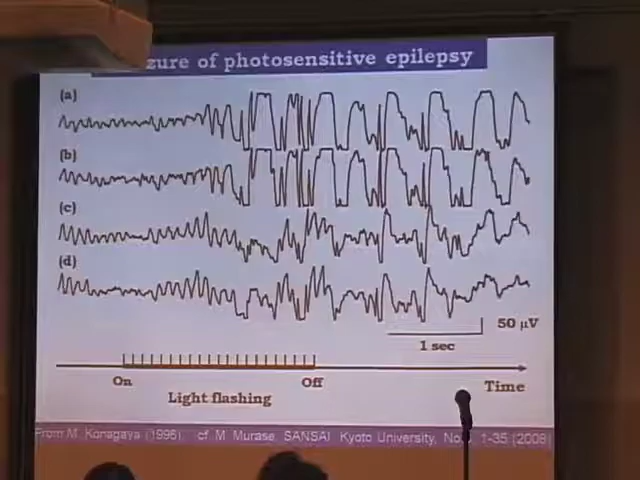 zure of photosensitive epilepsy
(a)
(b)
(c)
(d)
50 µV
1 sec
On
Off
Time
Light flashing
From M. Konagaya (1996). cf M. Murase, SANSAI Kyoto University, No. 1-35 (2008)